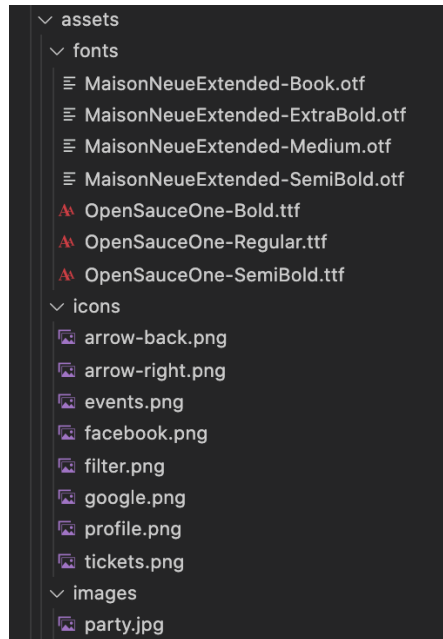 assets
fonts
MaisonNeueExtended-Book.otf
MaisonNeueExtended-ExtraBold.otf
MaisonNeueExtended-Medium.otf
MaisonNeueExtended-SemiBold.otf
OpenSauceOne-Bold.ttf
OpenSauceOne-Regular.ttf
OpenSauceOne-SemiBold.ttf
icons
arrow-back.png
arrow-right.png
events.png
facebook.png
filter.png
google.png
profile.png
tickets.png
images
party.jpg